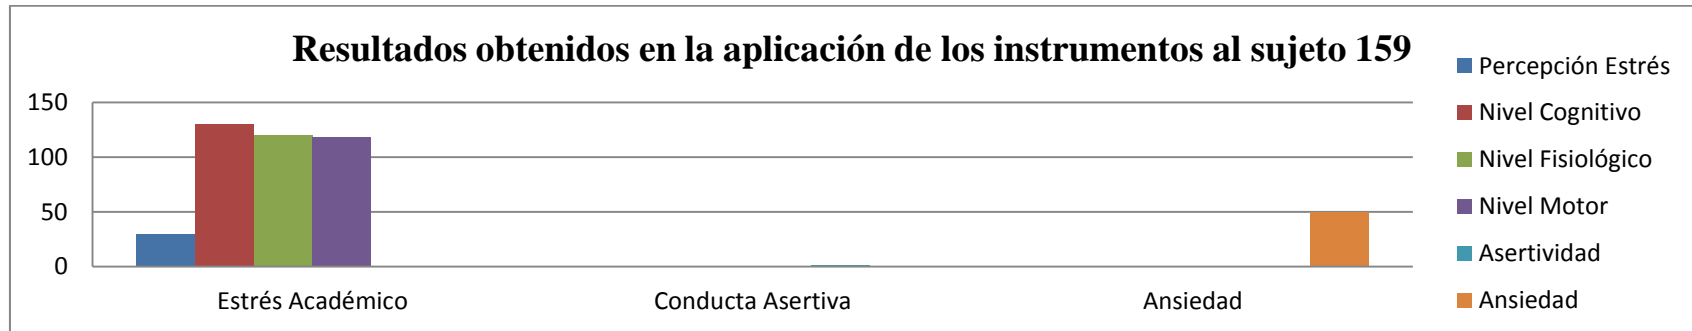 Resultados obtenidos en la aplicación de los instrumentos al sujeto 159
150
100
50
0
Estrés Académico
Conducta Asertiva
Ansiedad
Percepción Estrés
Nivel Cognitivo
Nivel Fisiológico
Nivel Motor
Asertividad
Ansiedad